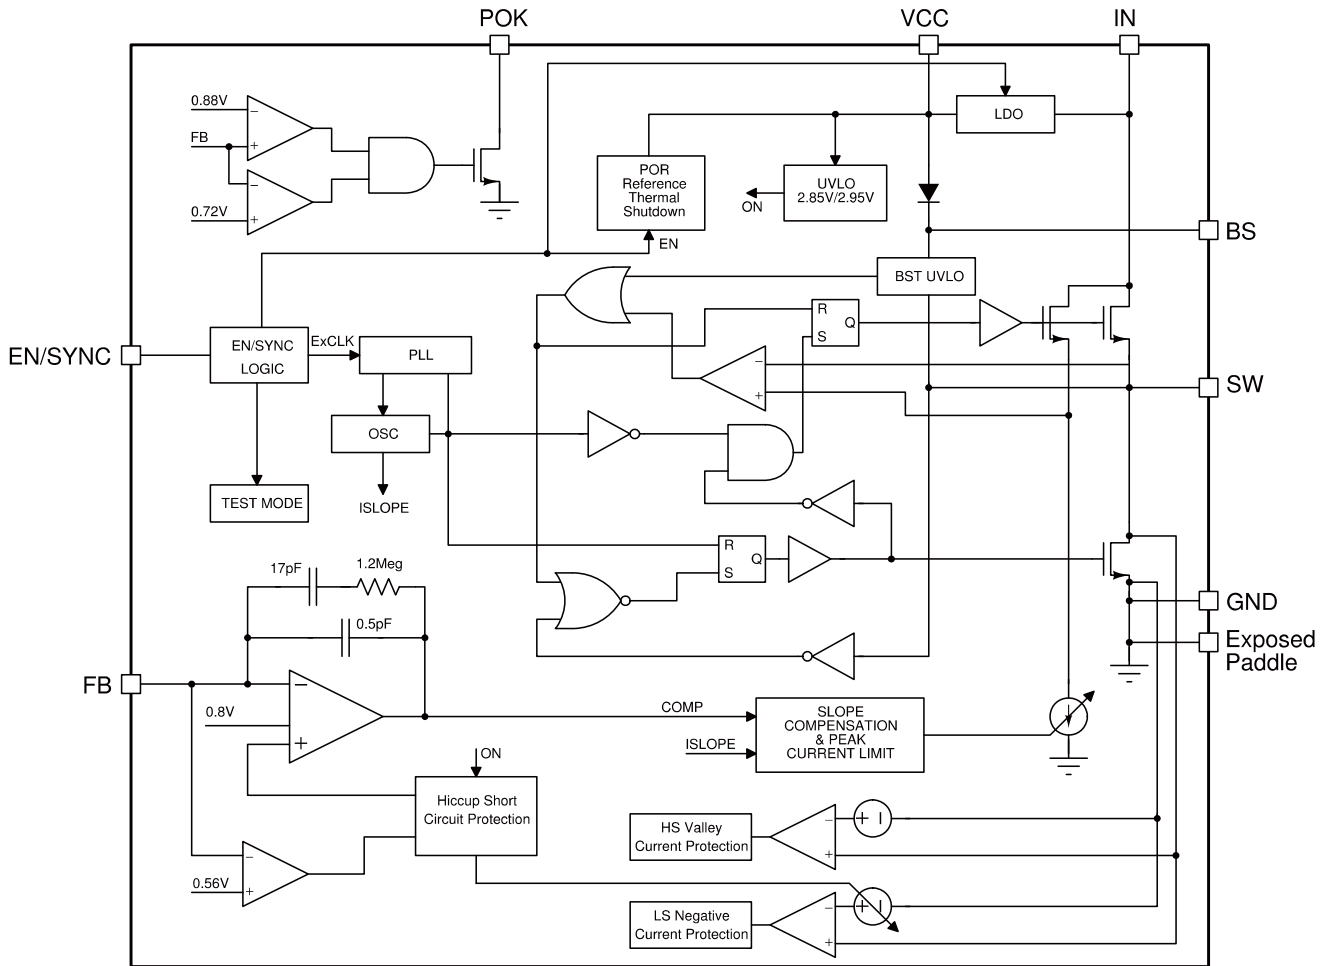 POK
VCC
IN
0.88V
−
FB
+
−
0.72V
+
LDO
POR
Reference
Thermal
Shutdown
UVLO
2.85V/2.95V
ON
EN
BS
BST UVLO
R
Q
S
EN/SYNC
EN/SYNC
LOGIC
ExCLK
PLL
−
+
SW
OSC
TEST MODE
ISLOPE
R
Q
S
17pF
1.2Meg
0.5pF
GND
Exposed
Paddle
FB
−
0.8V
+
COMP
ISLOPE
SLOPE
COMPENSATION
& PEAK
CURRENT LIMIT
ON
Hiccup Short
Circuit Protection
HS Valley
Current Protection
−
+
+ −
−
0.56V
+
LS Negative
Current Protection
−
+
+ −